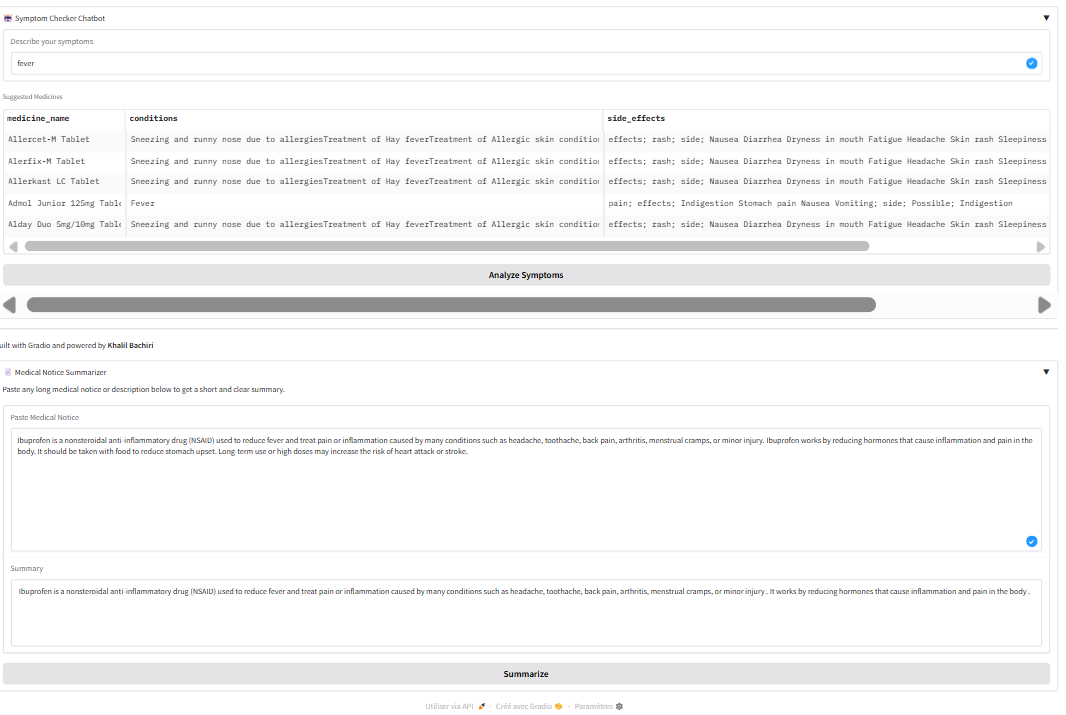 Symptom Checker Chatbot
Describe your symptoms
fever
Suggested Medicines
medicine_name conditions side_effects
Allercet-M Tablet Sneezing and runny nose due to allergiesTreatment of Hay feverTreatment of Allergic skin conditio effects; rash; side; Nausea Diarrhea Dryness in mouth Fatigue Headache Skin rash Sleepiness
Alerfix-M Tablet Sneezing and runny nose due to allergiesTreatment of Hay feverTreatment of Allergic skin conditio effects; rash; side; Nausea Diarrhea Dryness in mouth Fatigue Headache Skin rash Sleepiness
Allerkast LC Tablet Sneezing and runny nose due to allergiesTreatment of Hay feverTreatment of Allergic skin conditio effects; rash; side; Nausea Diarrhea Dryness in mouth Fatigue Headache Skin rash Sleepiness
Admol Junior 125mg Table Fever pain; effects; Indigestion Stomach pain Nausea Vomiting; side; Possible; Indigestion
Alday Duo 5mg/10mg Table Sneezing and runny nose due to allergiesTreatment of Hay feverTreatment of Allergic skin conditio effects; rash; side; Nausea Diarrhea Dryness in mouth Fatigue Headache Skin rash Sleepiness
Analyze Symptoms
uilt with Gradio and powered by Khalil Bachiri
Medical Notice Summarizer
Paste any long medical notice or description below to get a short and clear summary.
Paste Medical Notice
Ibuprofen is a nonsteroidal anti-inflammatory drug (NSAID) used to reduce fever and treat pain or inflammation caused by many conditions such as headache, toothache, back pain, arthritis, menstrual cramps, or minor injury. Ibuprofen works by reducing hormones that cause inflammation and pain in the
body. It should be taken with food to reduce stomach upset. Long-term use or high doses may increase the risk of heart attack or stroke.
Summary
Ibuprofen is a nonsteroidal anti-inflammatory drug (NSAID) used to reduce fever and treat pain or inflammation caused by many conditions such as headache, toothache, back pain, arthritis, menstrual cramps, or minor injury . It works by reducing hormones that cause inflammation and pain in the body .
Summarize
Utiliser via API · Créé avec Gradio · Paramètres